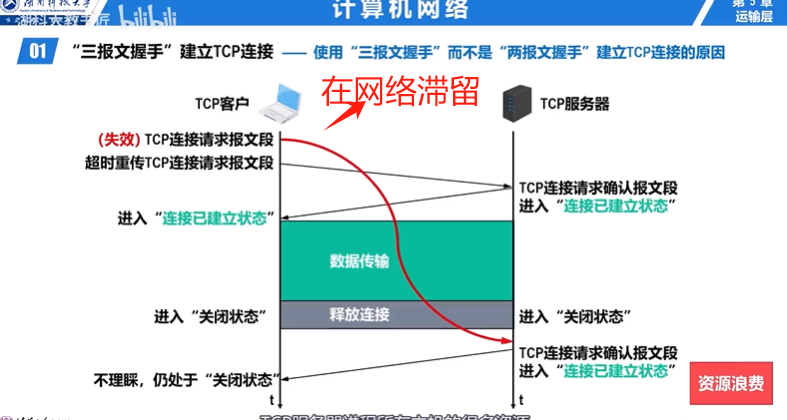 湖南科技大学
计算机网络
第 5 章
运输层
湖科大教书匠 bilibili
01 “三报文握手”建立TCP连接 —— 使用“三报文握手”而不是“两报文握手”建立TCP连接的原因
在网络滞留
TCP客户
TCP服务器
(失效) TCP连接请求报文段
超时重传TCP连接请求报文段
TCP连接请求确认报文段
进入“连接已建立状态”
进入“连接已建立状态”
数据传输
释放连接
进入“关闭状态”
进入“关闭状态”
TCP连接请求确认报文段
进入“连接已建立状态”
不理睬，仍处于“关闭状态”
资源浪费
t
t